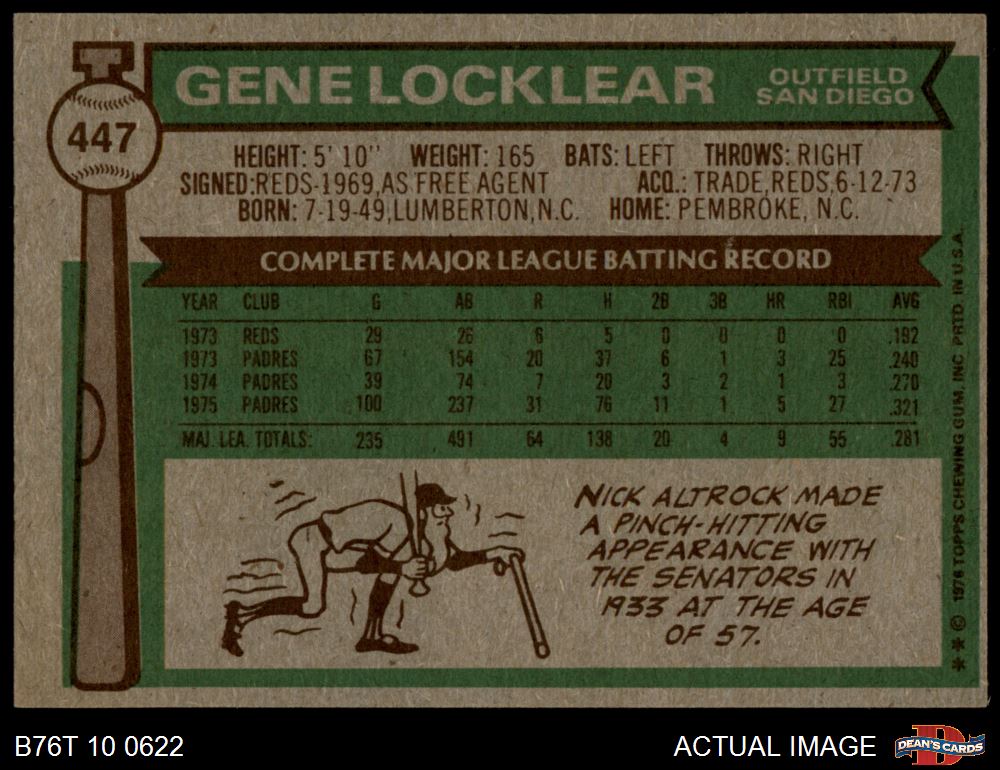 447
GENE LOCKLEAR
OUTFIELD
SAN DIEGO
HEIGHT: 5' 10" WEIGHT: 165 BATS: LEFT THROWS: RIGHT
SIGNED:REDS-1969,AS FREE AGENT ACQ.: TRADE,REDS,6-12-73
BORN: 7-19-49,LUMBERTON,N.C. HOME: PEMBROKE, N.C.
COMPLETE MAJOR LEAGUE BATTING RECORD
YEAR CLUB G AB R H 2B 3B HR RBI AVG
1973 REDS 29 26 6 5 0 0 0 0 .192
1973 PADRES 67 154 20 37 6 1 3 25 .240
1974 PADRES 39 74 7 20 3 2 1 3 .270
1975 PADRES 100 237 31 76 11 1 5 27 .321
MAJ. LEA. TOTALS: 235 491 64 138 20 4 9 55 .281
NICK ALTROCK MADE
A PINCH-HITTING
APPEARANCE WITH
THE SENATORS IN
1933 AT THE AGE
OF 57.
** © 1976 TOPPS CHEWING GUM, INC. PRTD. IN U.S.A.
B76T 10 0622
ACTUAL IMAGE
D
DEAN'S CARDS